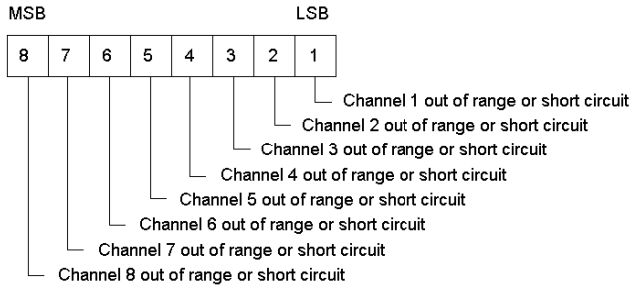 MSB LSB
8 7 6 5 4 3 2 1
Channel 1 out of range or short circuit
Channel 2 out of range or short circuit
Channel 3 out of range or short circuit
Channel 4 out of range or short circuit
Channel 5 out of range or short circuit
Channel 6 out of range or short circuit
Channel 7 out of range or short circuit
Channel 8 out of range or short circuit